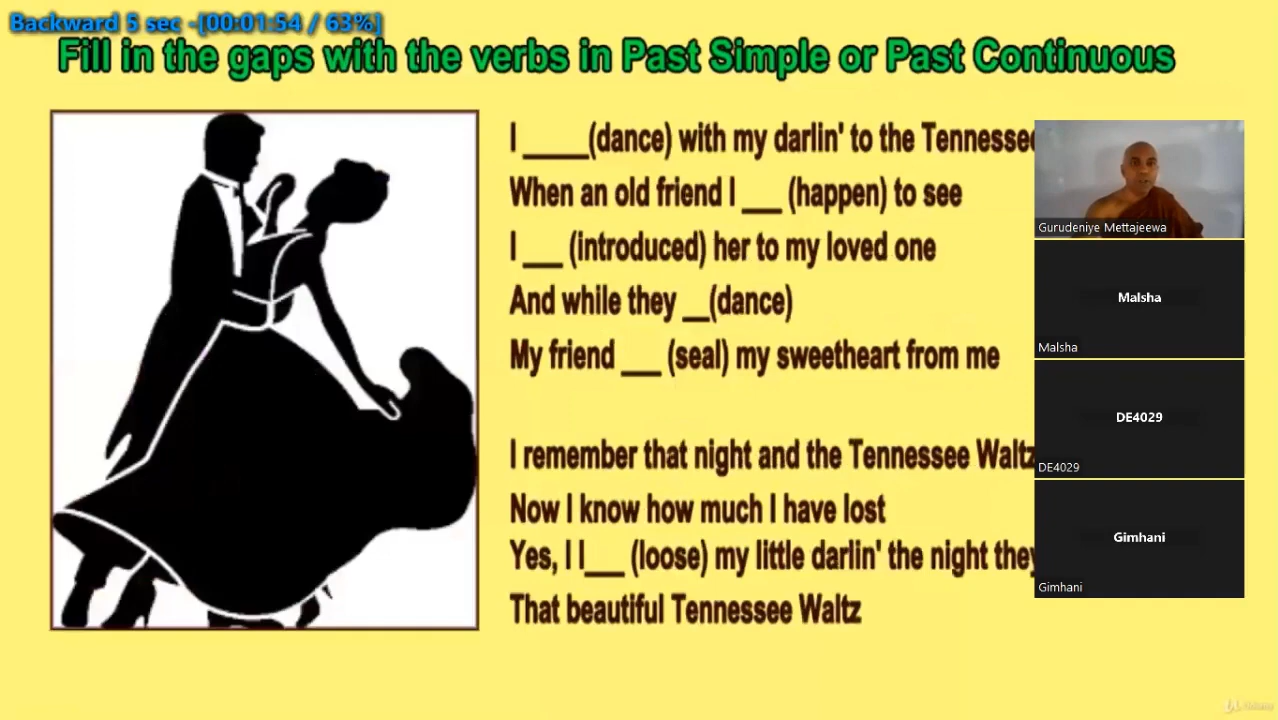 Backward 5 sec -[00:01:54 / 63%]
Fill in the gaps with the verbs in Past Simple or Past Continuous
I _____(dance) with my darlin' to the Tennessee
When an old friend I ___ (happen) to see
I ___ (introduced) her to my loved one
And while they __(dance)
My friend ___ (seal) my sweetheart from me
I remember that night and the Tennessee Waltz
Now I know how much I have lost
Yes, I l___ (loose) my little darlin' the night they
That beautiful Tennessee Waltz
Gurudeniye Mettajeewa
Malsha
Malsha
DE4029
DE4029
Gimhani
Gimhani